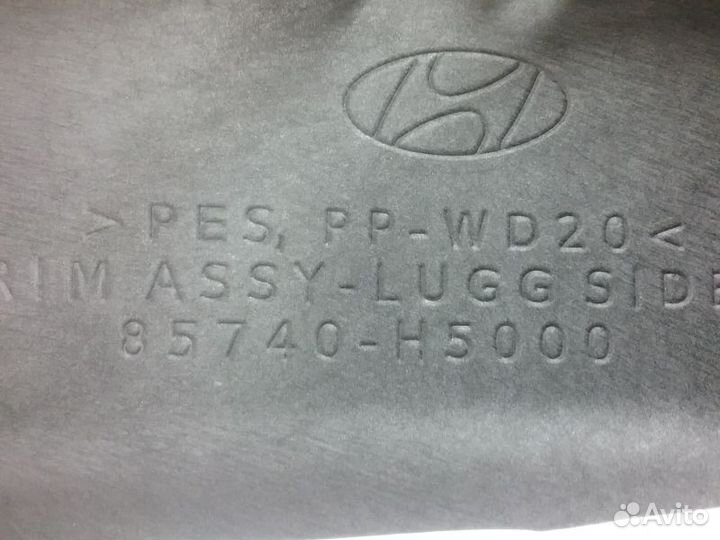 >PES, PP-WD20<
RIM ASSY-LUGG SIDE
85740-H5000
Avito